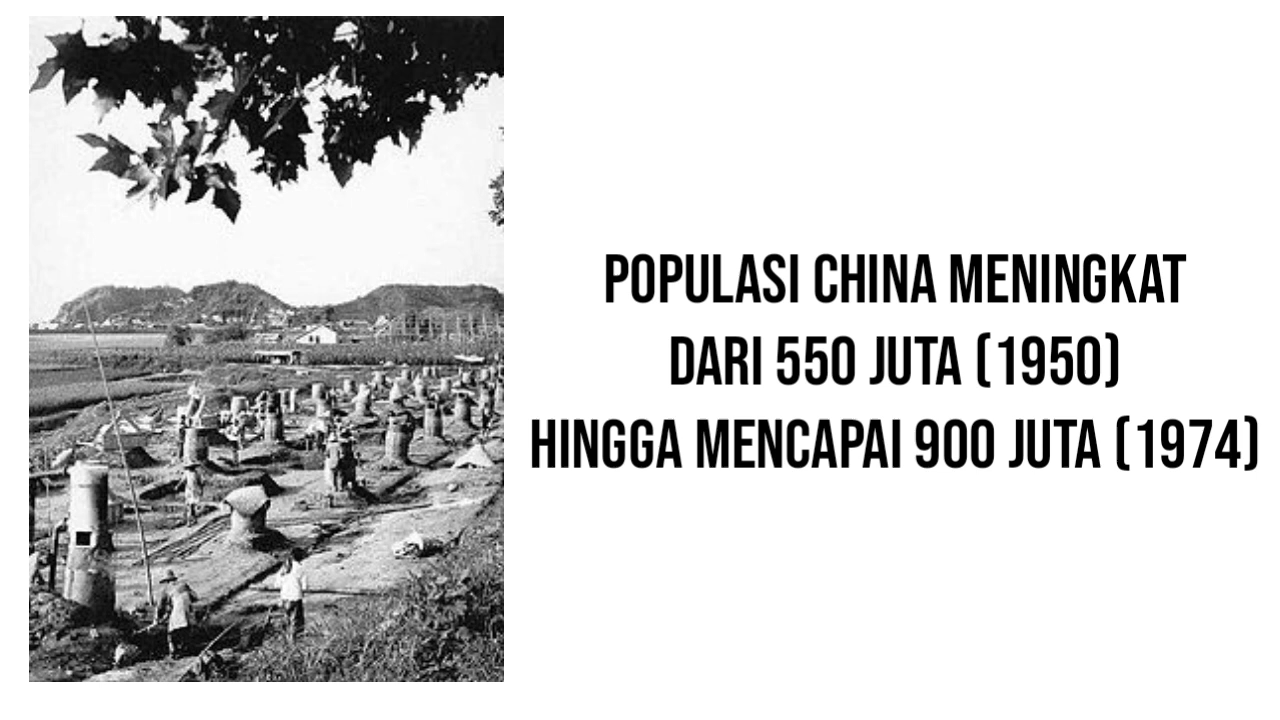 POPULASI CHINA MENINGKAT
DARI 550 JUTA (1950)
HINGGA MENCAPAI 900 JUTA (1974)